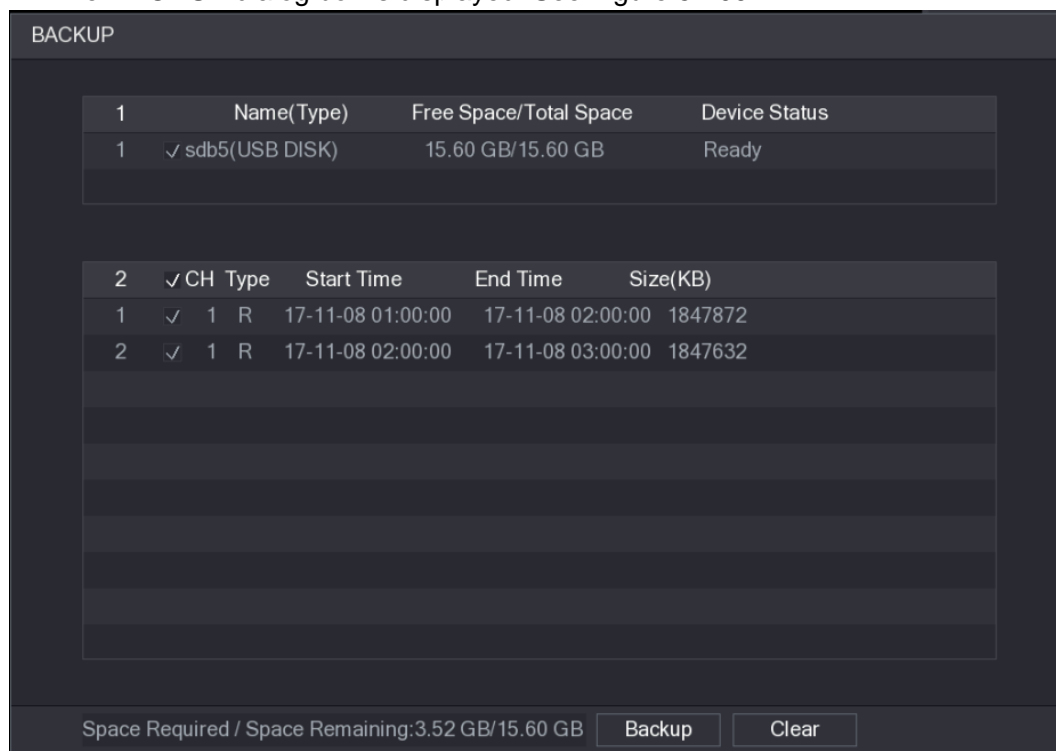 BACKUP
1 Name(Type) Free Space/Total Space Device Status
1 sdb5(USB DISK) 15.60 GB/15.60 GB Ready
2 CH Type Start Time End Time Size(KB)
1 1 R 17-11-08 01:00:00 17-11-08 02:00:00 1847872
2 1 R 17-11-08 02:00:00 17-11-08 03:00:00 1847632
Space Required / Space Remaining:3.52 GB/15.60 GB Backup Clear